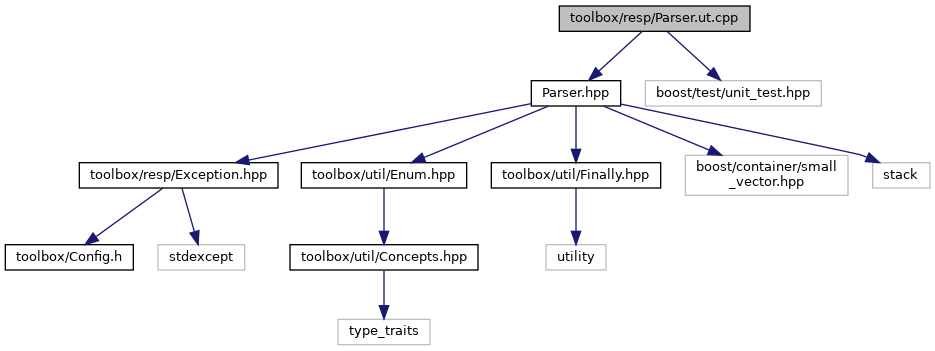 toolbox/resp/Parser.ut.cpp
Parser.hpp
boost/test/unit_test.hpp
toolbox/resp/Exception.hpp
toolbox/util/Enum.hpp
toolbox/util/Finally.hpp
boost/container/small
_vector.hpp
stack
toolbox/Config.h
stdexcept
toolbox/util/Concepts.hpp
utility
type_traits